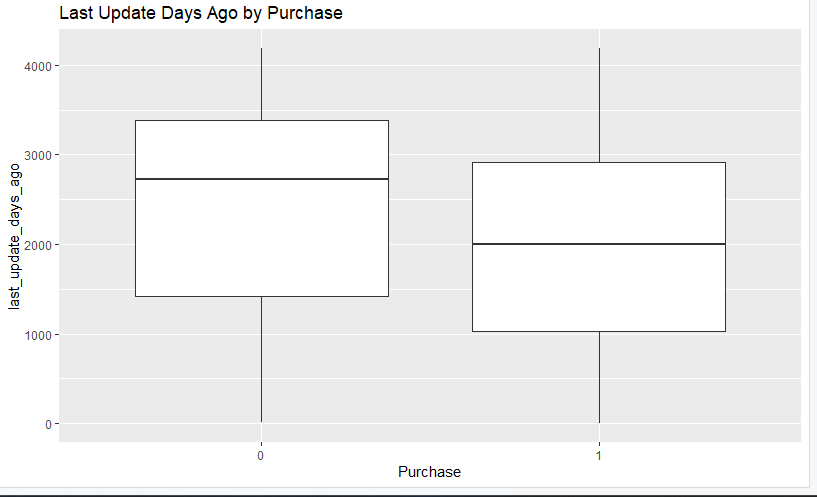 Last Update Days Ago by Purchase
last_update_days_ago
4000
3000
2000
1000
0
0
1
Purchase